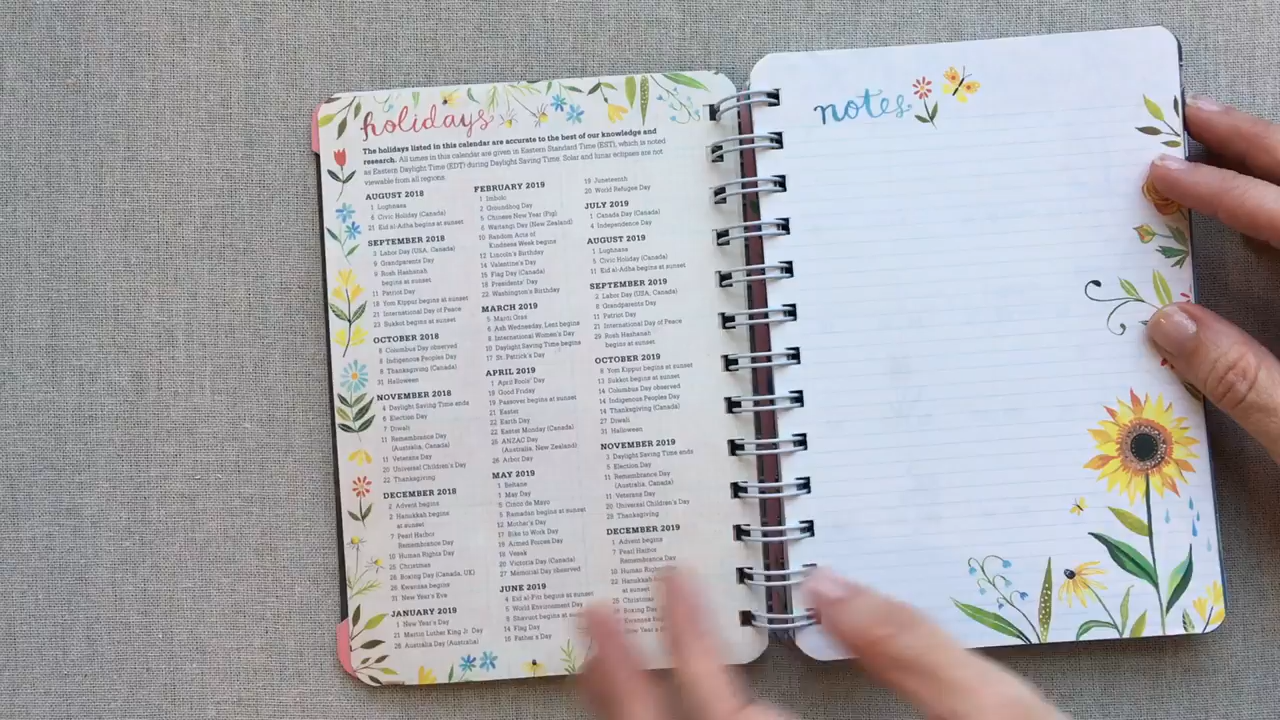 holidays
The holidays listed in this calendar are accurate to the best of our knowledge and
research. All times in this calendar are given in Eastern Standard Time (EST), which is noted
as Eastern Daylight Time (EDT) during Daylight Saving Time. Solar and lunar eclipses are not
viewable from all regions.
AUGUST 2018
1 Lughnasa
6 Civic Holiday (Canada)
21 Eid al-Adha begins at sunset
SEPTEMBER 2018
3 Labor Day (USA, Canada)
9 Grandparents Day
9 Rosh Hashanah
begins at sunset
11 Patriot Day
18 Yom Kippur begins at sunset
21 International Day of Peace
23 Sukkot begins at sunset
OCTOBER 2018
8 Columbus Day observed
8 Indigenous Peoples Day
8 Thanksgiving (Canada)
31 Halloween
NOVEMBER 2018
4 Daylight Saving Time ends
6 Election Day
7 Diwali
11 Remembrance Day
(Australia, Canada)
11 Veterans Day
20 Universal Children's Day
22 Thanksgiving
DECEMBER 2018
2 Advent begins
2 Hanukkah begins
at sunset
7 Pearl Harbor
Remembrance Day
10 Human Rights Day
25 Christmas
26 Boxing Day (Canada, UK)
26 Kwanzaa begins
31 New Year's Eve
JANUARY 2019
1 New Year's Day
21 Martin Luther King Jr. Day
26 Australia Day (Australia)
FEBRUARY 2019
1 Imbolc
2 Groundhog Day
5 Chinese New Year (Pig)
6 Waitangi Day (New Zealand)
10 Random Acts of
Kindness Week begins
12 Lincoln's Birthday
14 Valentine's Day
15 Flag Day (Canada)
18 Presidents' Day
22 Washington's Birthday
MARCH 2019
5 Mardi Gras
6 Ash Wednesday, Lent begins
8 International Women's Day
10 Daylight Saving Time begins
17 St. Patrick's Day
APRIL 2019
1 April Fools' Day
19 Good Friday
19 Passover begins at sunset
21 Easter
22 Earth Day
22 Easter Monday (Canada)
25 ANZAC Day
(Australia, New Zealand)
26 Arbor Day
MAY 2019
1 Beltane
1 May Day
5 Cinco de Mayo
5 Ramadan begins at sunset
12 Mother's Day
17 Bike to Work Day
18 Armed Forces Day
18 Vesak
20 Victoria Day (Canada)
27 Memorial Day observed
JUNE 2019
4 Eid al-Fitr begins at sunset
5 World Environment Day
8 Shavuot begins at
14 Flag Day
16 Father's Day
19 Juneteenth
20 World Refugee Day
JULY 2019
1 Canada Day (Canada)
4 Independence Day
AUGUST 2019
1 Lughnasa
5 Civic Holiday (Canada)
11 Eid al-Adha begins at sunset
SEPTEMBER 2019
2 Labor Day (USA, Canada)
8 Grandparents Day
11 Patriot Day
21 International Day of Peace
29 Rosh Hashanah
begins at sunset
OCTOBER 2019
8 Yom Kippur begins at sunset
13 Sukkot begins at sunset
14 Columbus Day observed
14 Indigenous Peoples Day
14 Thanksgiving (Canada)
27 Diwali
31 Halloween
NOVEMBER 2019
3 Daylight Saving Time ends
5 Election Day
11 Remembrance Day
(Australia, Canada)
11 Veterans Day
20 Universal Children's Day
28 Thanksgiving
DECEMBER 2019
1 Advent begins
7 Pearl Harbor
Remembrance Day
10 Human
22 Hanukkah
at sunset
25 Christmas
Boxing Day
notes